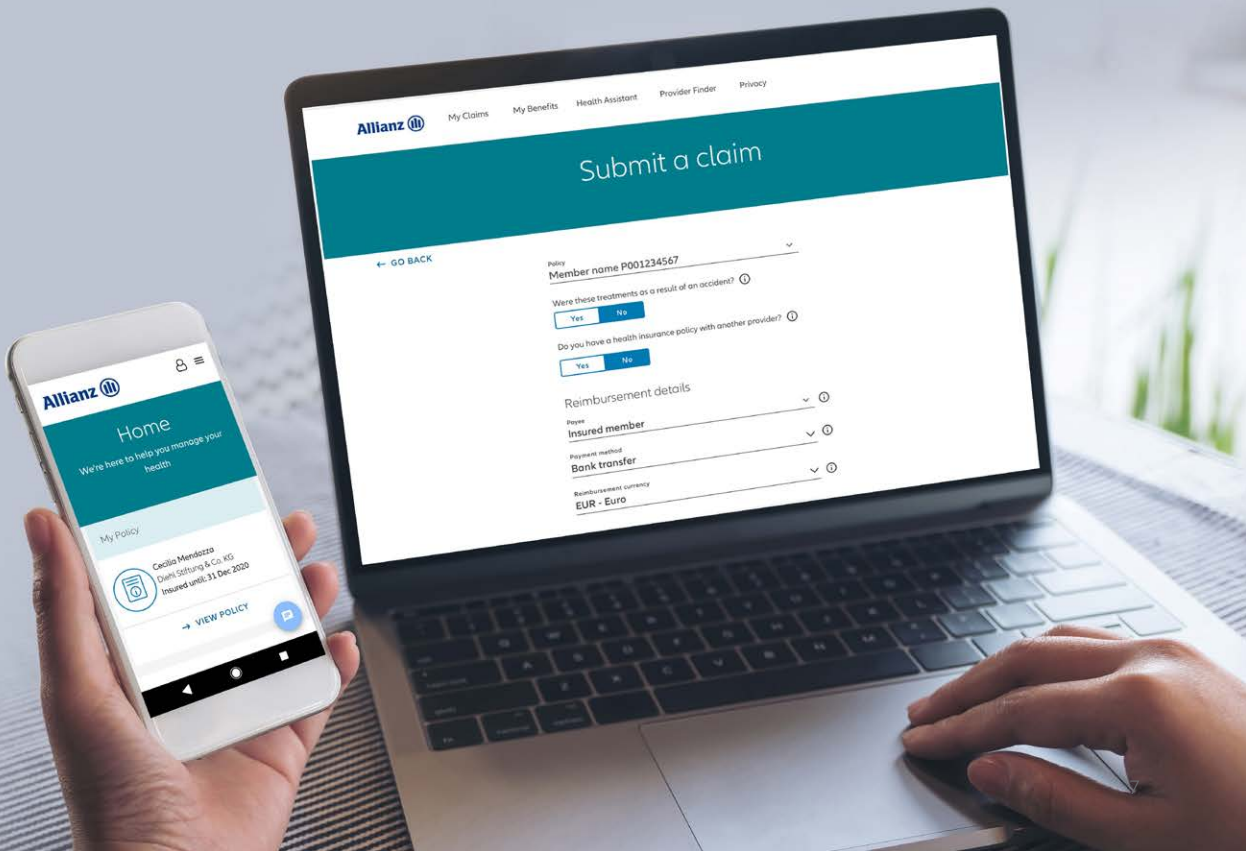 Allianz
My Claims
My Benefits
Health Assistant
Provider Finder
Privacy
Submit a claim
← GO BACK
Policy
Member name P001234567
Were these treatments as a result of an accident?
Yes No
Do you have a health insurance policy with another provider?
Yes No
Reimbursement details
Payee
Insured member
Payment method
Bank transfer
Reimbursement currency
EUR - Euro
Allianz
Home
We're here to help you manage your
health
My Policy
Cecilia Mendozza
Diehl Stiftung & Co. KG
Insured until: 31 Dec 2020
→ VIEW POLICY